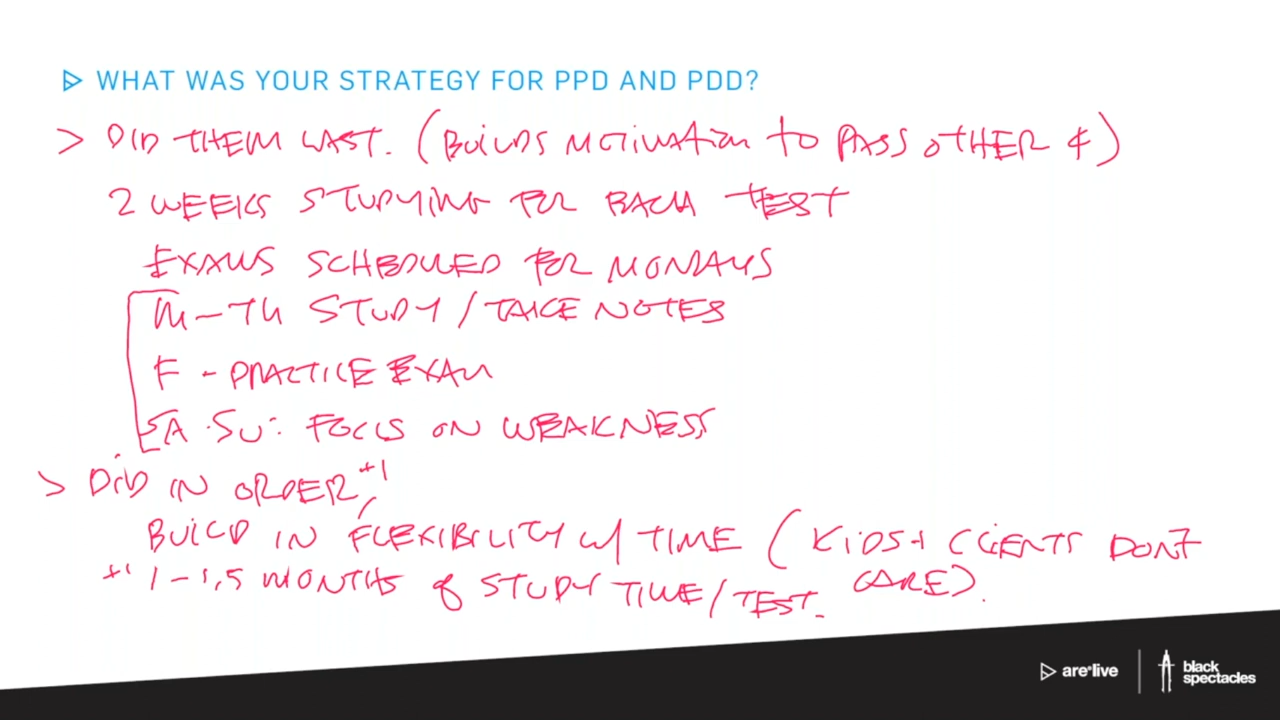 WHAT WAS YOUR STRATEGY FOR PPD AND PDD?
> DID THEM LAST. (BUILDS MOTIVATION to PASS OTHER 4)
2 WEEKS STUDYING FOR EACH TEST
EXAMS SCHEDULED FOR MONDAYS
M-TH STUDY / TAKE NOTES
F - PRACTICE EXAM
SA-SU: FOCUS ON WEAKNESS
> DID IN ORDER +1
BUILD IN FLEXIBILITY w/ TIME (KIDS + CLIENTS DON'T
+1 1-1.5 MONTHS of STUDY TIME/TEST. CARE).
are*live
black
spectacles